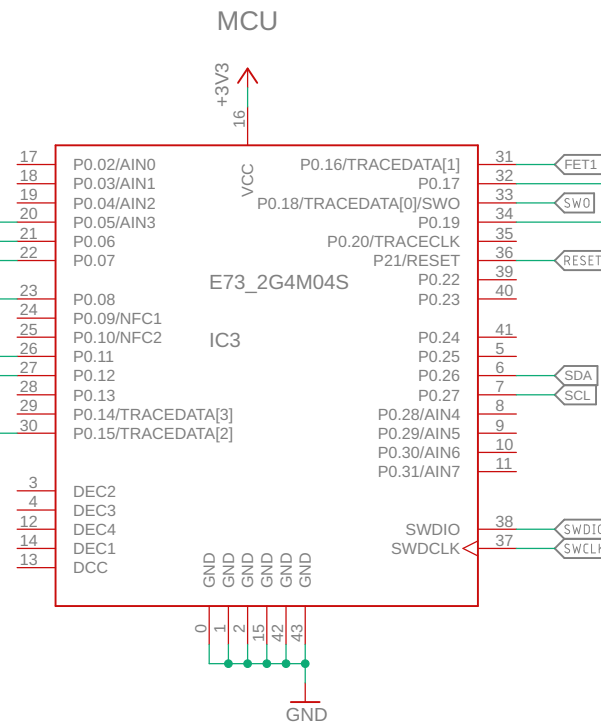 MCU
+3V3
16
VCC
17 P0.02/AIN0
18 P0.03/AIN1
19 P0.04/AIN2
20 P0.05/AIN3
21 P0.06
22 P0.07
23 P0.08
24 P0.09/NFC1
25 P0.10/NFC2
26 P0.11
27 P0.12
28 P0.13
29 P0.14/TRACEDATA[3]
30 P0.15/TRACEDATA[2]
3 DEC2
4 DEC3
12 DEC4
14 DEC1
13 DCC
E73_2G4M04S
IC3
P0.16/TRACEDATA[1] 31 FET1
P0.17 32
P0.18/TRACEDATA[0]/SWO 33 SWO
P0.19 34
P0.20/TRACECLK 35
P21/RESET 36 RESET
P0.22 39
P0.23 40
P0.24 41
P0.25 5
P0.26 6 SDA
P0.27 7 SCL
P0.28/AIN4 8
P0.29/AIN5 9
P0.30/AIN6 10
P0.31/AIN7 11
SWDIO 38 SWDIO
SWDCLK 37 SWCLK
GND GND GND GND GND GND
0 1 2 15 42 43
GND